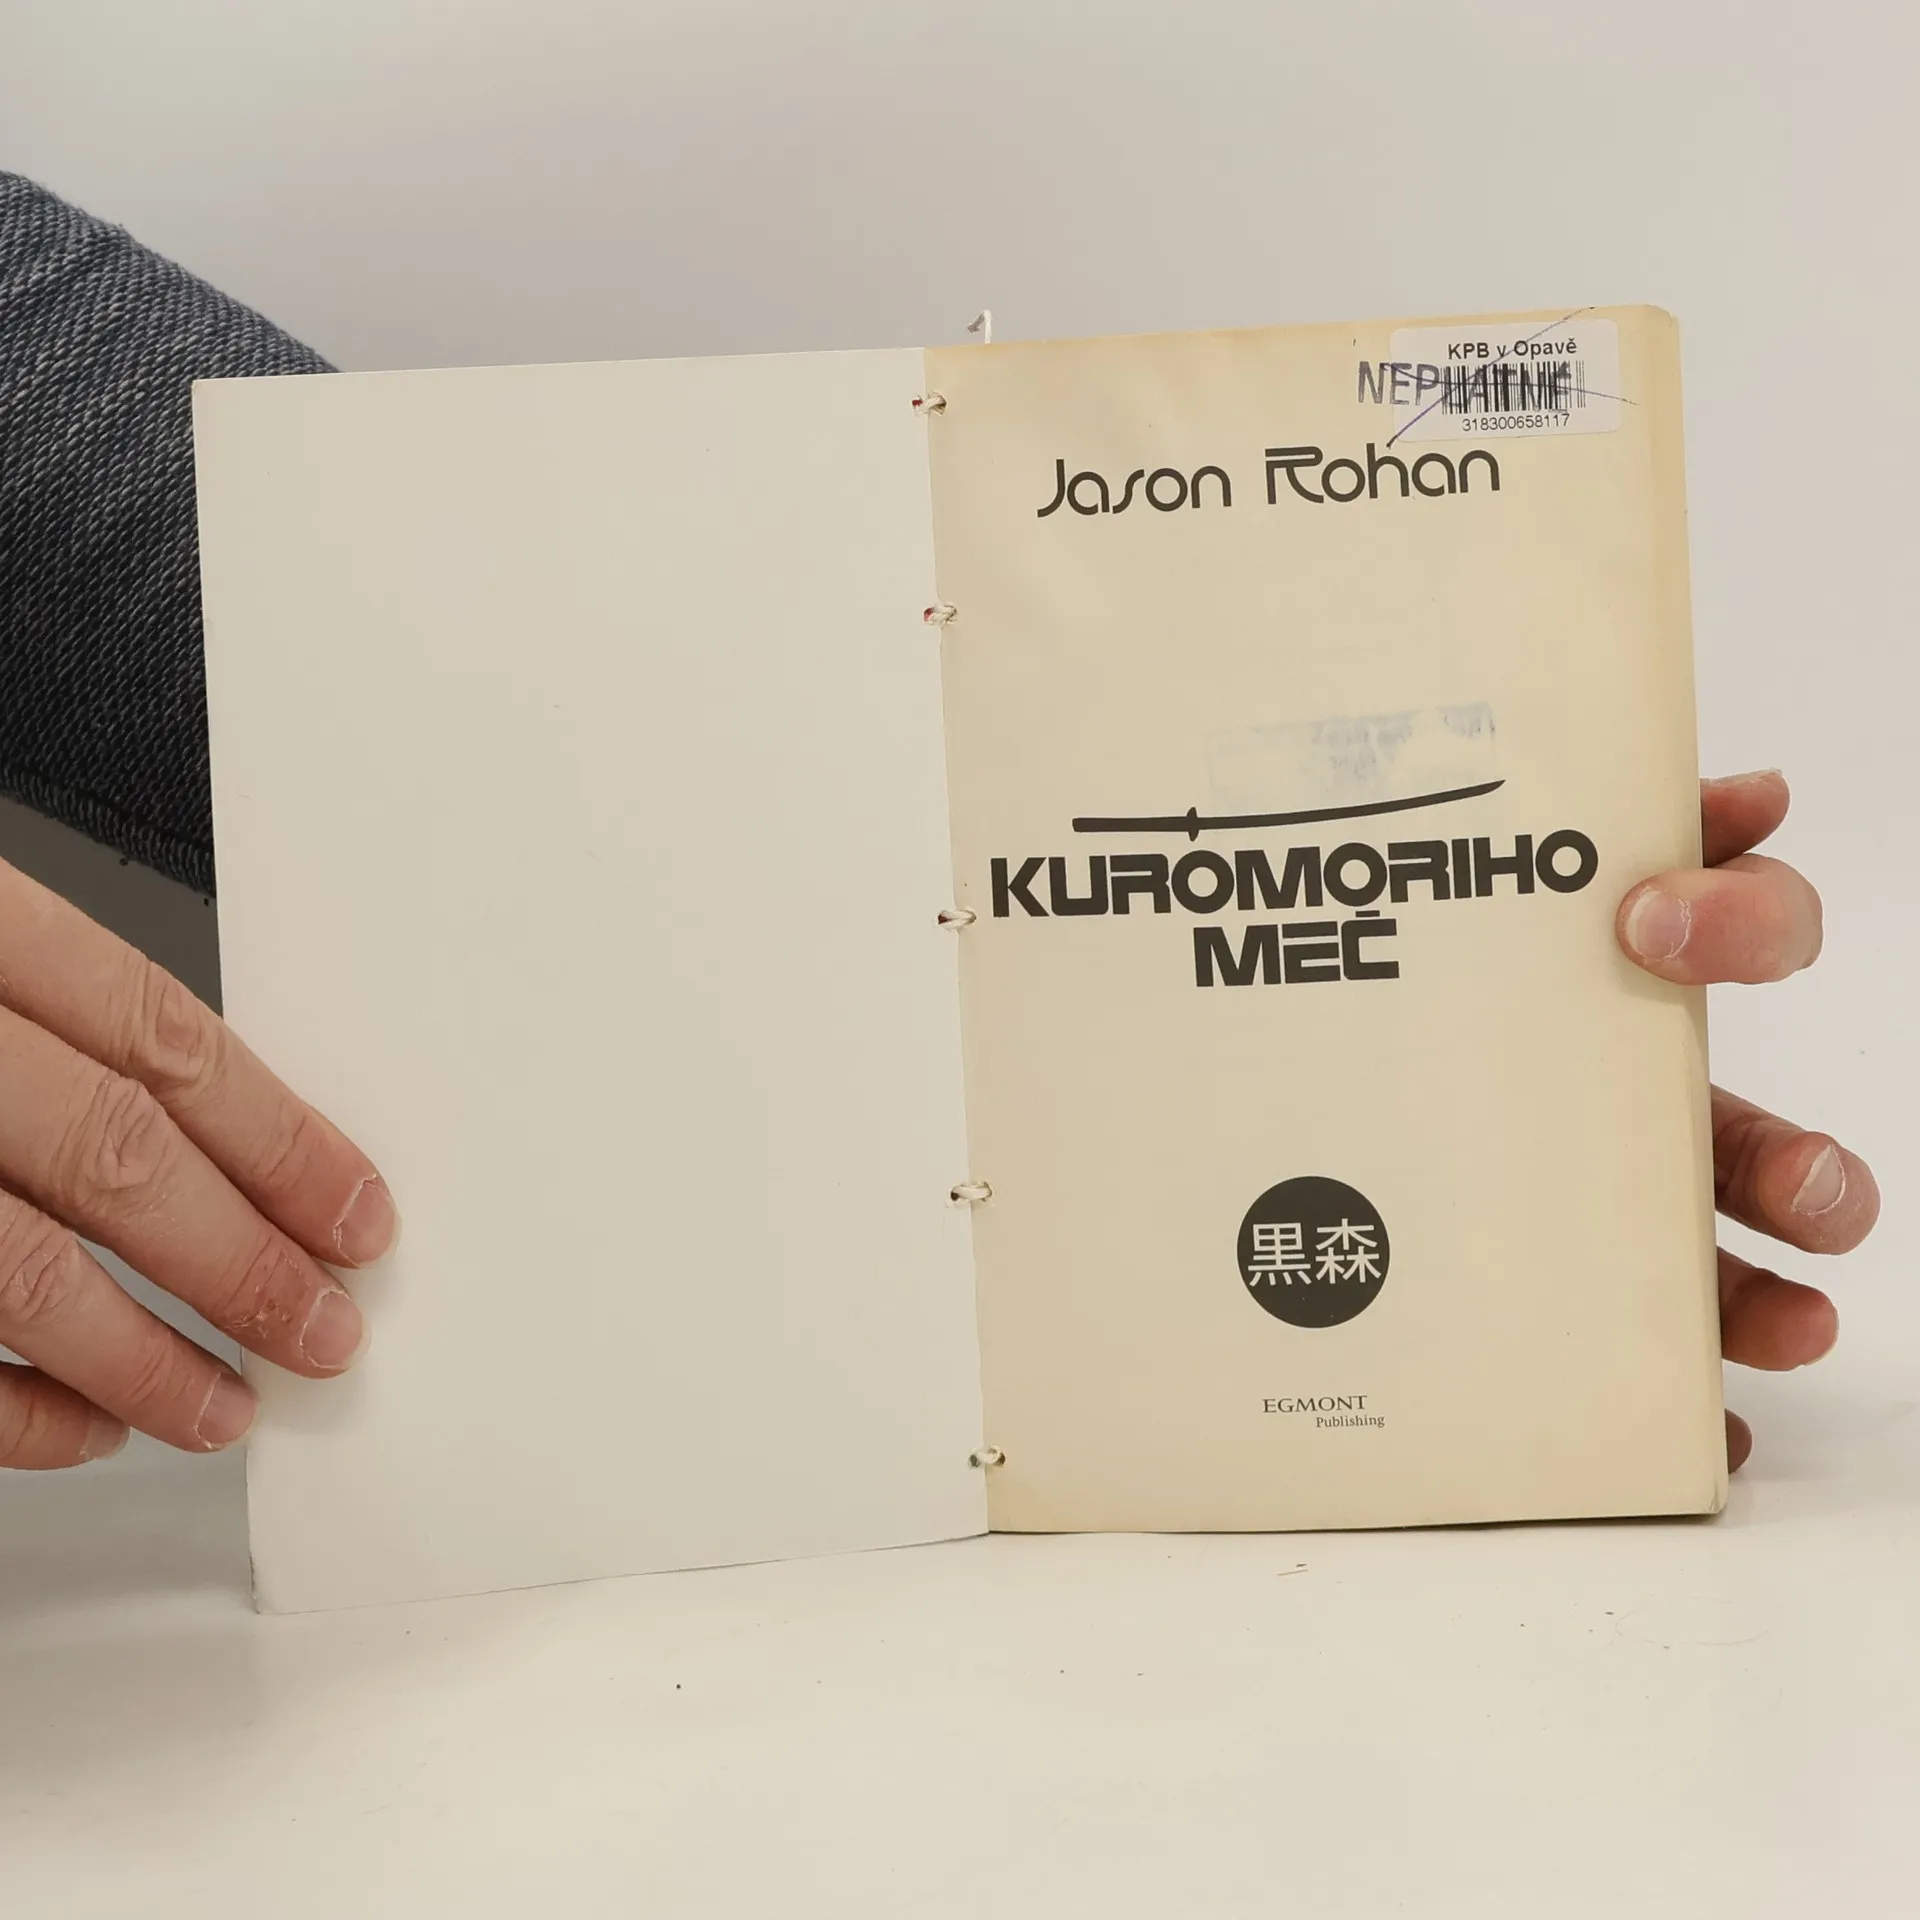 KPB v Opavě
NEPLATNÉ
318300658117
Jason Rohan
KUROMORIHO
MEČ
黒森
EGMONT
Publishing